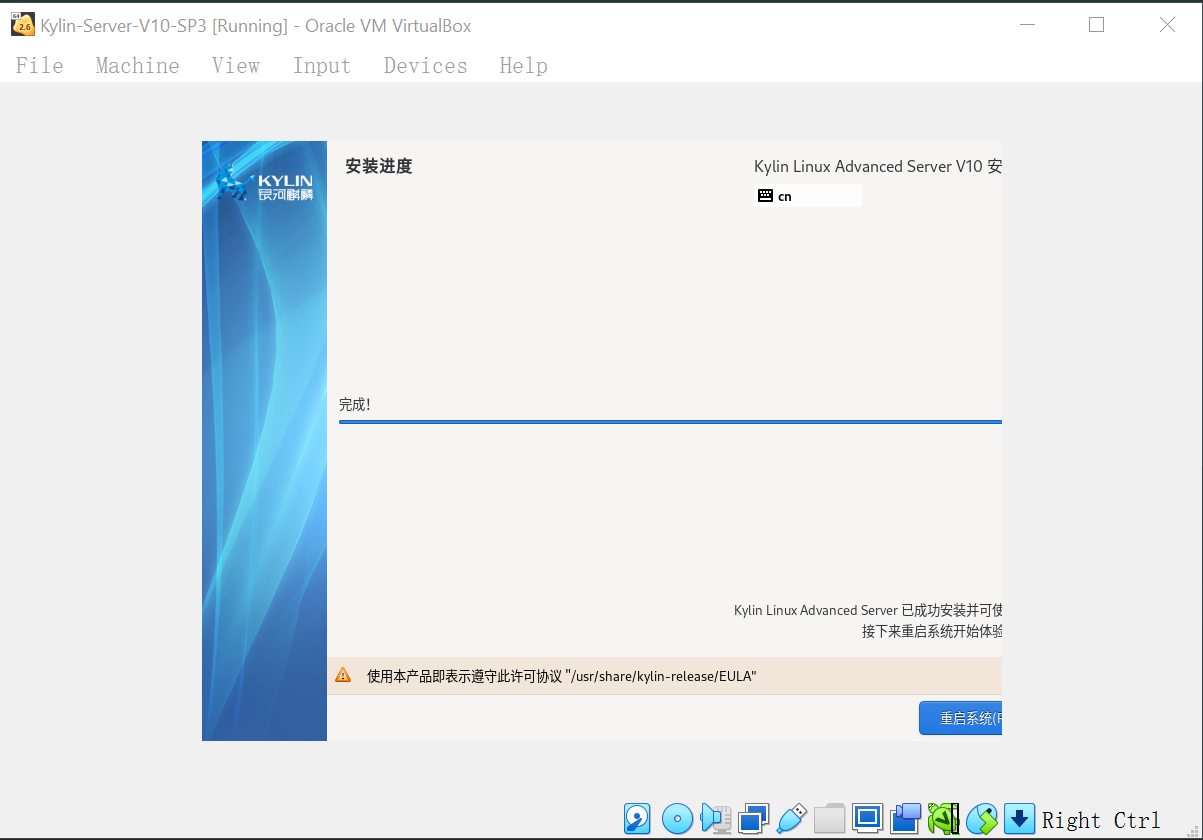 Kylin-Server-V10-SP3 [Running] - Oracle VM VirtualBox
File Machine View Input Devices Help
KYLIN
银河麒麟
安装进度
Kylin Linux Advanced Server V10 安
cn
完成!
Kylin Linux Advanced Server 已成功安装并可使
接下来重启系统开始体验
使用本产品即表示遵守此许可协议 "/usr/share/kylin-release/EULA"
重启系统(R
Right Ctrl